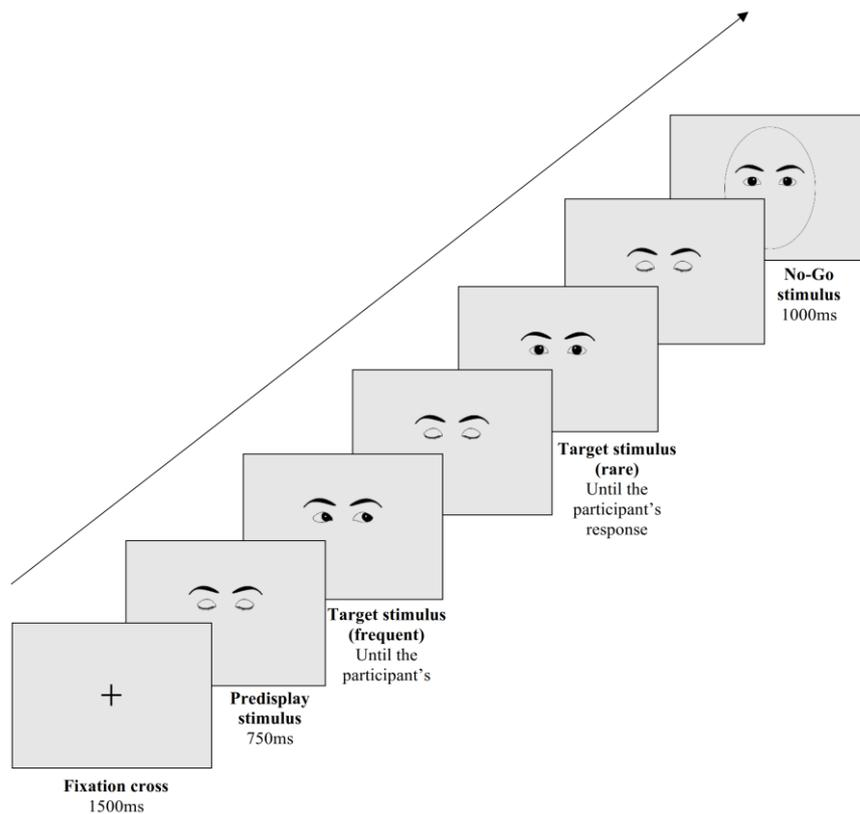 Fixation cross
1500ms
Predisplay
stimulus
750ms
Target stimulus
(frequent)
Until the
participant's
Target stimulus
(rare)
Until the
participant's
response
No-Go
stimulus
1000ms